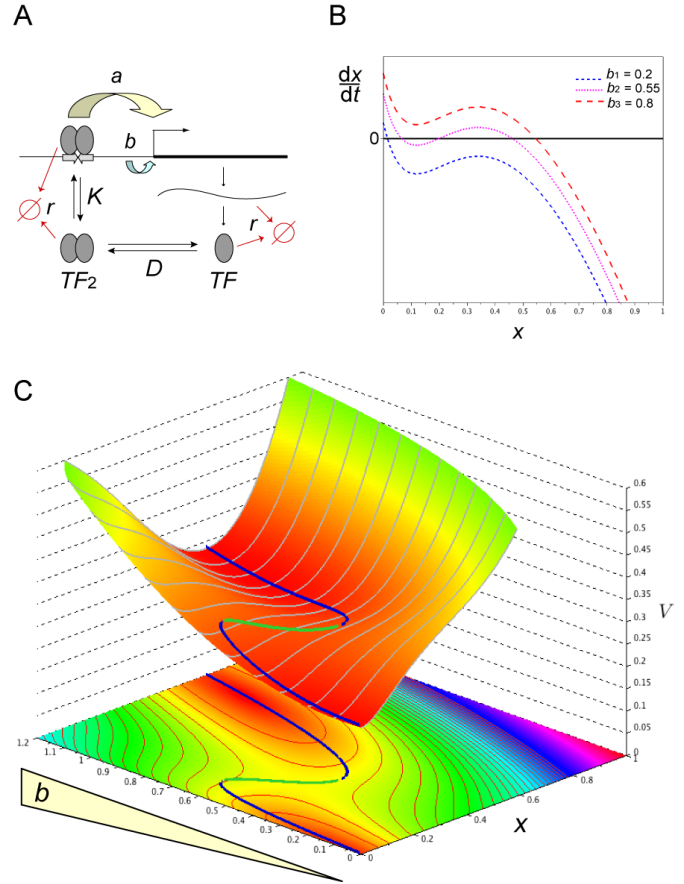 A
B
a
b
K
r
TF2
D
r
TF
dx
dt
0
b1 = 0.2
b2 = 0.55
b3 = 0.8
0 0.1 0.2 0.3 0.4 0.5 0.6 0.7 0.8 0.9 1
x
C
0.6
0.55
0.5
0.45
0.4
0.35
0.3
0.25
0.2
0.15
0.1
0.05
0
V
1.2 1.1 1 0.9 0.8 0.7 0.6 0.5 0.4 0.3 0.2 0.1 0
0 0.2 0.4 0.6 0.8 1
b
x